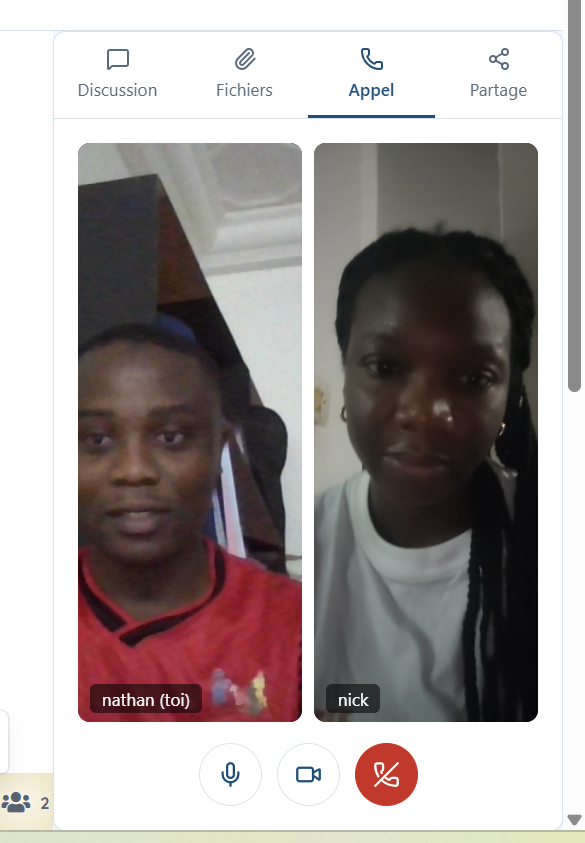 Discussion
Fichiers
Appel
Partage
nathan (toi)
nick
2